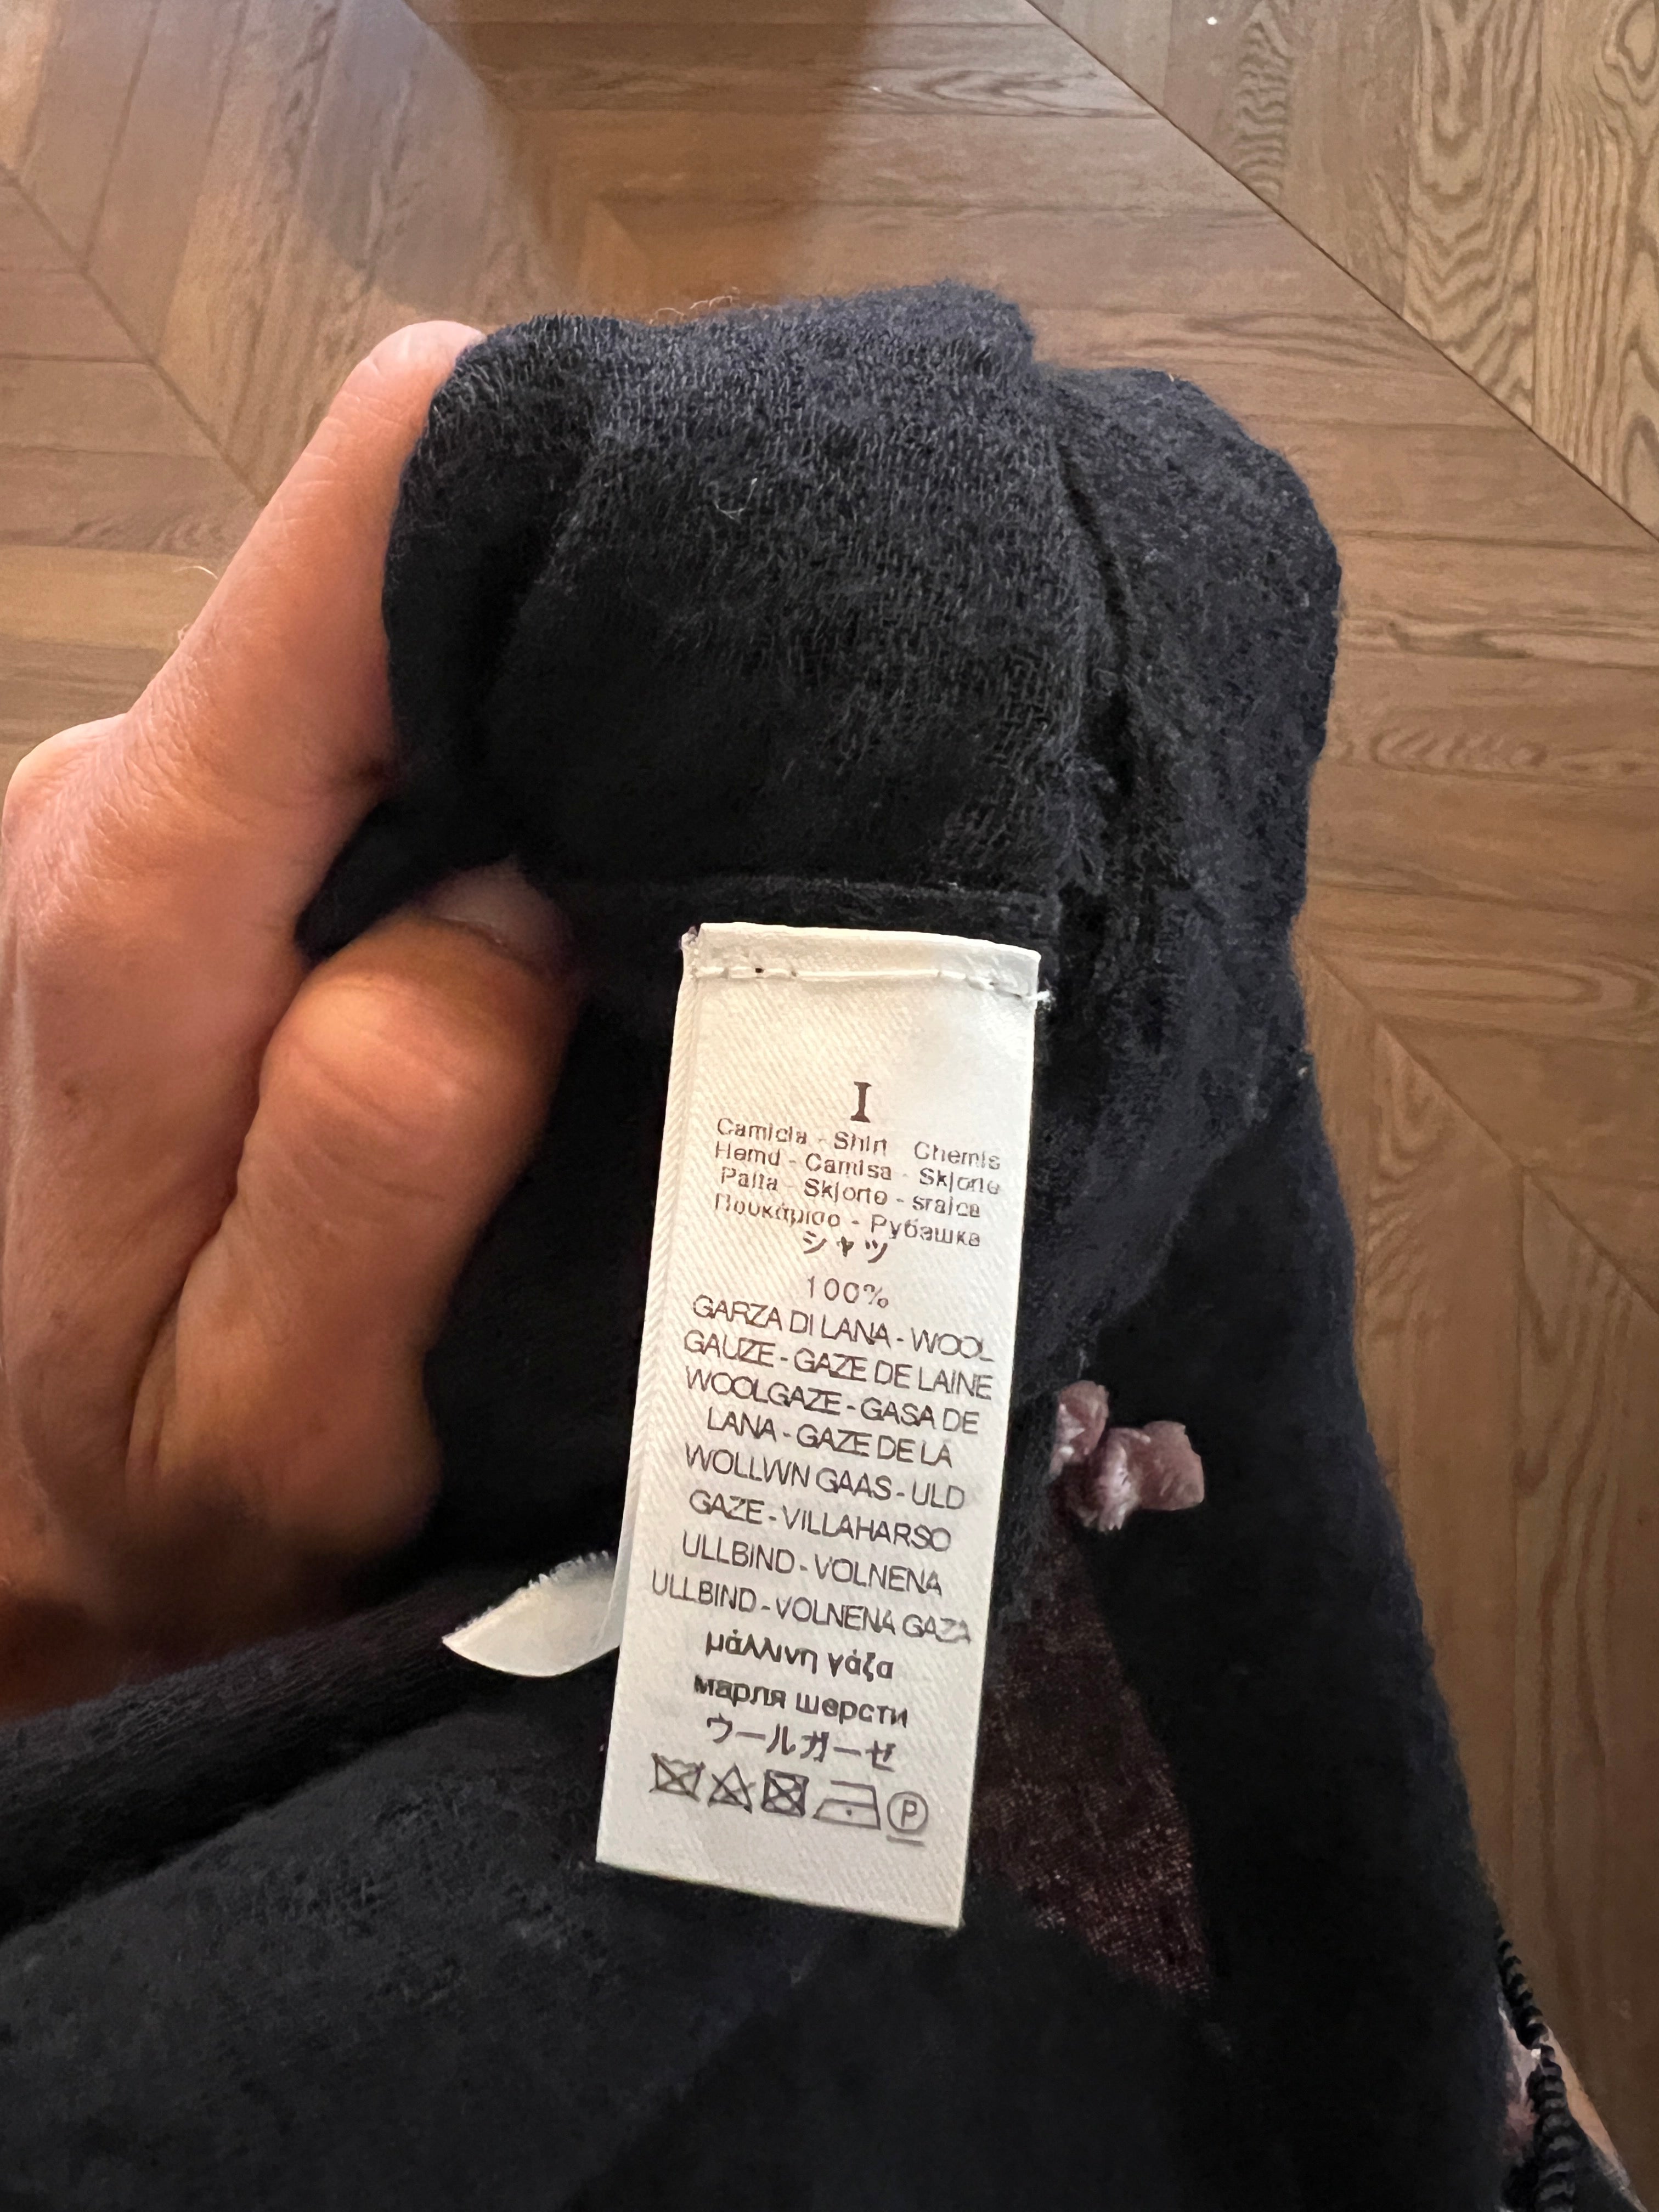 I
Camicia - Shirt Chemis
Hemd - Camisa - Skjorte
Paita - Skjorte - srajca
Πουκάμισο - Рубашка
シャツ
100%
GARZA DI LANA - WOOL
GAUZE - GAZE DE LAINE
WOOLGAZE - GASA DE
LANA - GAZE DE LA
WOLLWN GAAS - ULD
GAZE - VILLAHARSO
ULLBIND - VOLNENA
ULLBIND - VOLNENA GAZA
μάλλινη γάζα
марля шерсти
ウールガーゼ
P